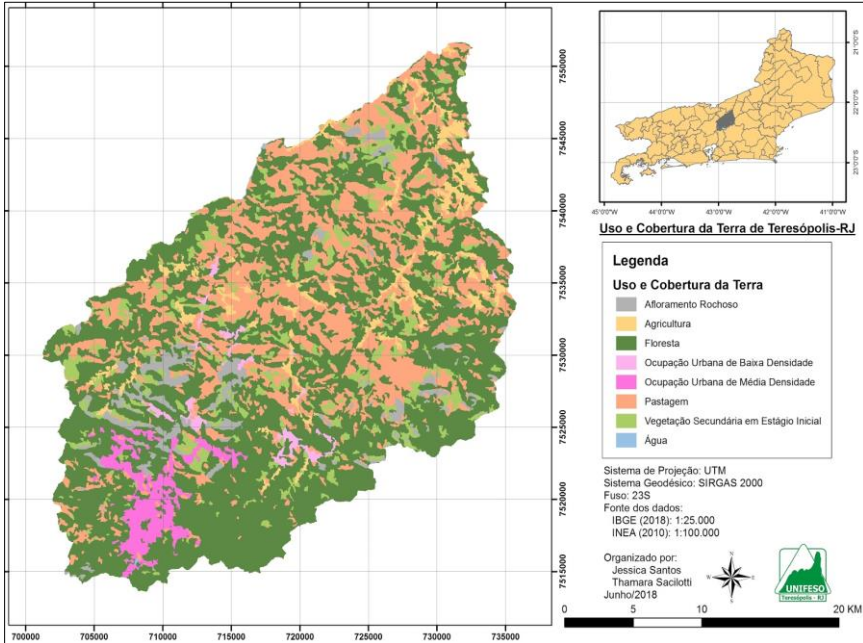 7550000
7545000
7540000
7535000
7530000
7525000
7520000
7515000
700000 705000 710000 715000 720000 725000 730000 735000
21°0'0"S
22°0'0"S
23°0'0"S
45°0'0"W 44°0'0"W 43°0'0"W 42°0'0"W 41°0'0"W
Uso e Cobertura da Terra de Teresópolis-RJ
Legenda
Uso e Cobertura da Terra
Afloramento Rochoso
Agricultura
Floresta
Ocupação Urbana de Baixa Densidade
Ocupação Urbana de Média Densidade
Pastagem
Vegetação Secundária em Estágio Inicial
Água
Sistema de Projeção: UTM
Sistema Geodésico: SIRGAS 2000
Fuso: 23S
Fonte dos dados:
IBGE (2018): 1:25.000
INEA (2010): 1:100.000
Organizado por:
Jessica Santos
Thamara Sacilotti
Junho/2018
N
W E
S
UNIFESO
Teresópolis - RJ
0 5 10 20 KM